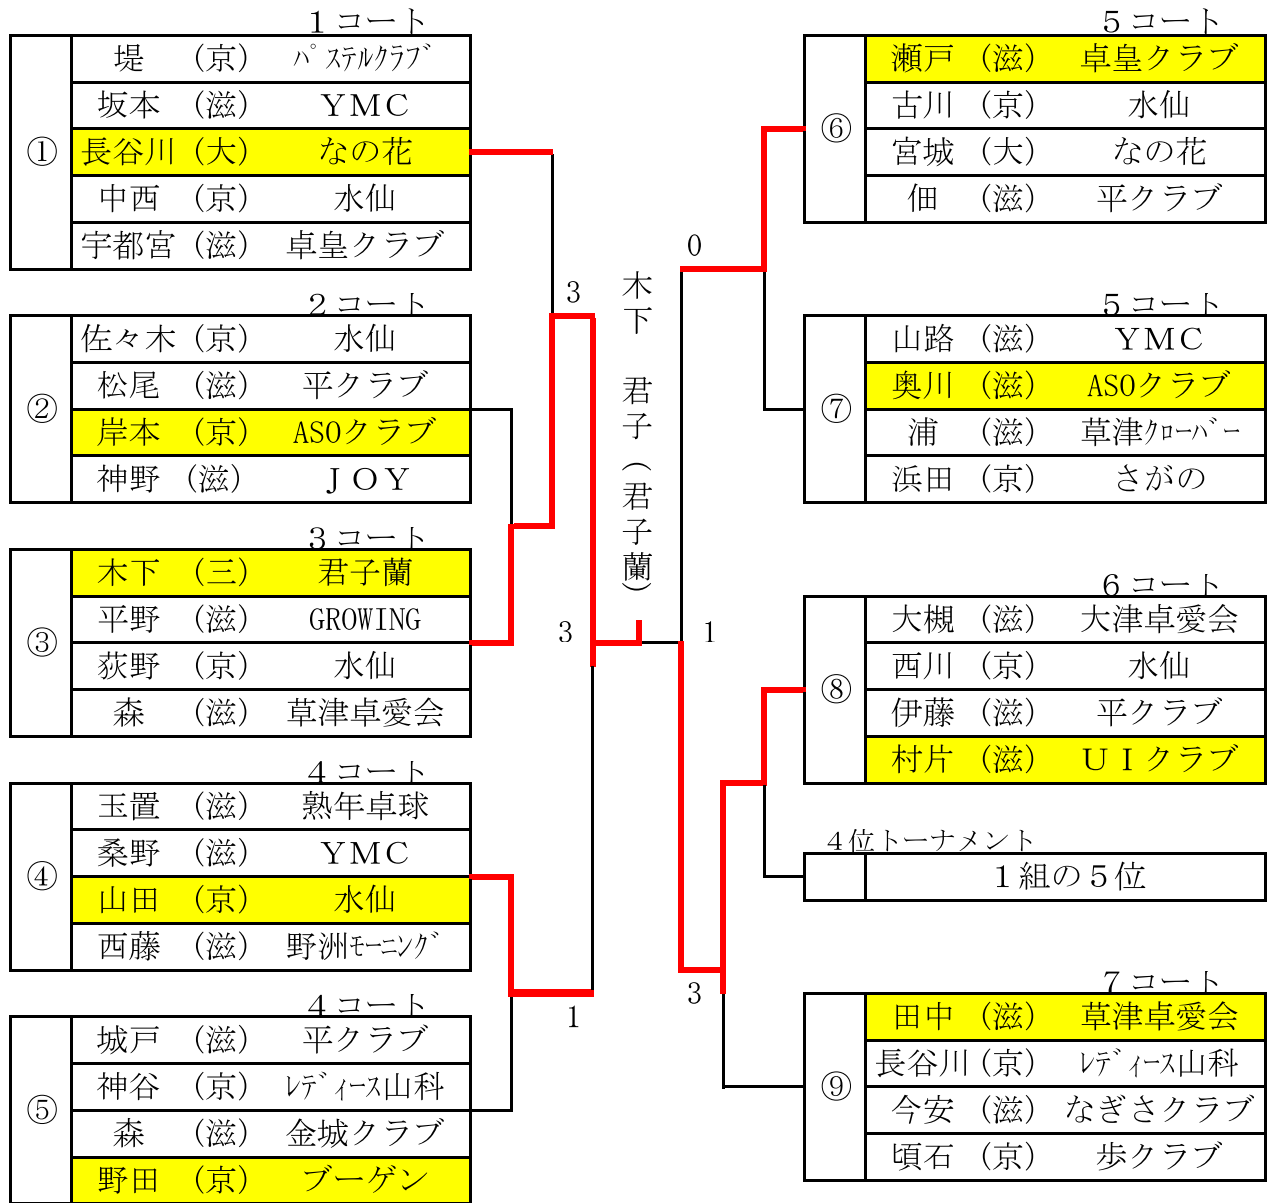 1コート
① 堤 (京) パステルクラブ
坂本 (滋) YMC
長谷川 (大) なの花
中西 (京) 水仙
宇都宮 (滋) 卓皇クラブ
2コート
② 佐々木 (京) 水仙
松尾 (滋) 平クラブ
岸本 (京) ASOクラブ
神野 (滋) JOY
3コート
③ 木下 (三) 君子蘭
平野 (滋) GROWING
荻野 (京) 水仙
森 (滋) 草津卓愛会
4コート
④ 玉置 (滋) 熟年卓球
桑野 (滋) YMC
山田 (京) 水仙
西藤 (滋) 野洲モーニング
4コート
⑤ 城戸 (滋) 平クラブ
神谷 (京) レディース山科
森 (滋) 金城クラブ
野田 (京) ブーゲン
3
3
1
木下 君子(君子蘭)
0
1
3
5コート
⑥ 瀬戸 (滋) 卓皇クラブ
古川 (京) 水仙
宮城 (大) なの花
佃 (滋) 平クラブ
5コート
⑦ 山路 (滋) YMC
奥川 (滋) ASOクラブ
浦 (滋) 草津クローバー
浜田 (京) さがの
6コート
⑧ 大槻 (滋) 大津卓愛会
西川 (京) 水仙
伊藤 (滋) 平クラブ
村片 (滋) UIクラブ
4位トーナメント
1組の5位
7コート
⑨ 田中 (滋) 草津卓愛会
長谷川 (京) レディース山科
今安 (滋) なぎさクラブ
頃石 (京) 歩クラブ